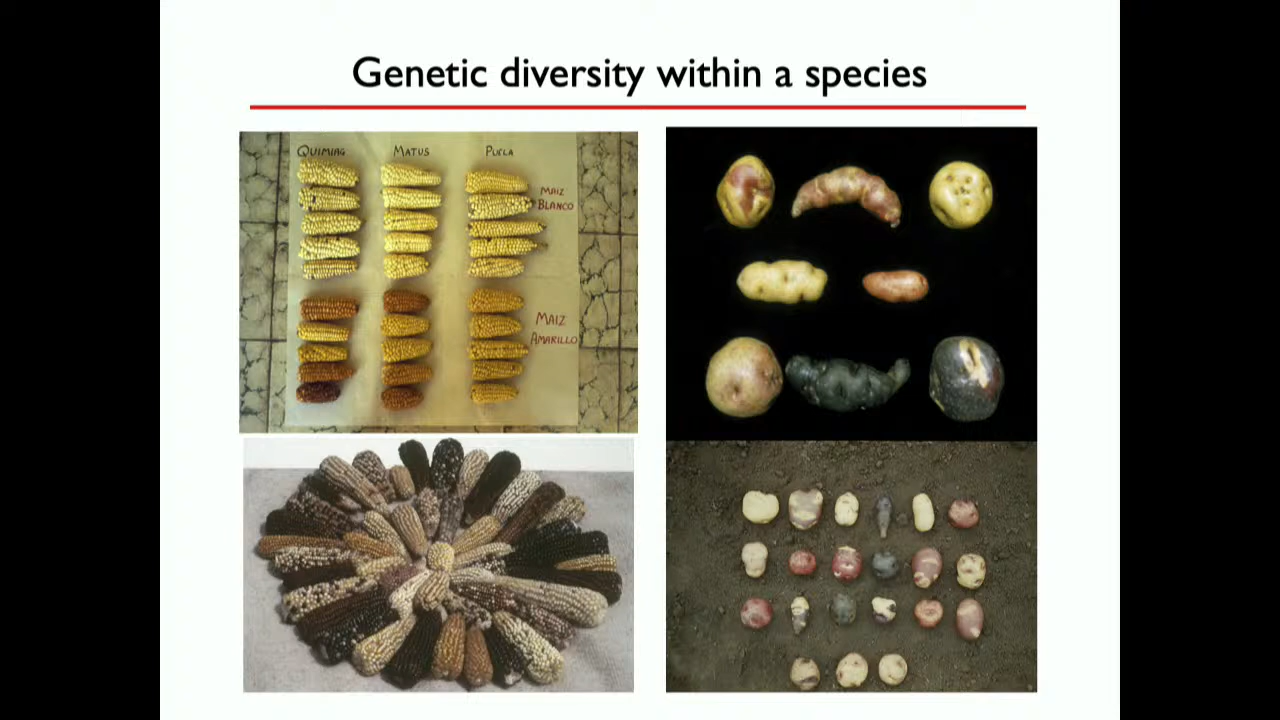 Genetic diversity within a species
QUIMIAG
MATUS
PUELA
MAIZ
BLANCO
MAIZ
AMARILLO